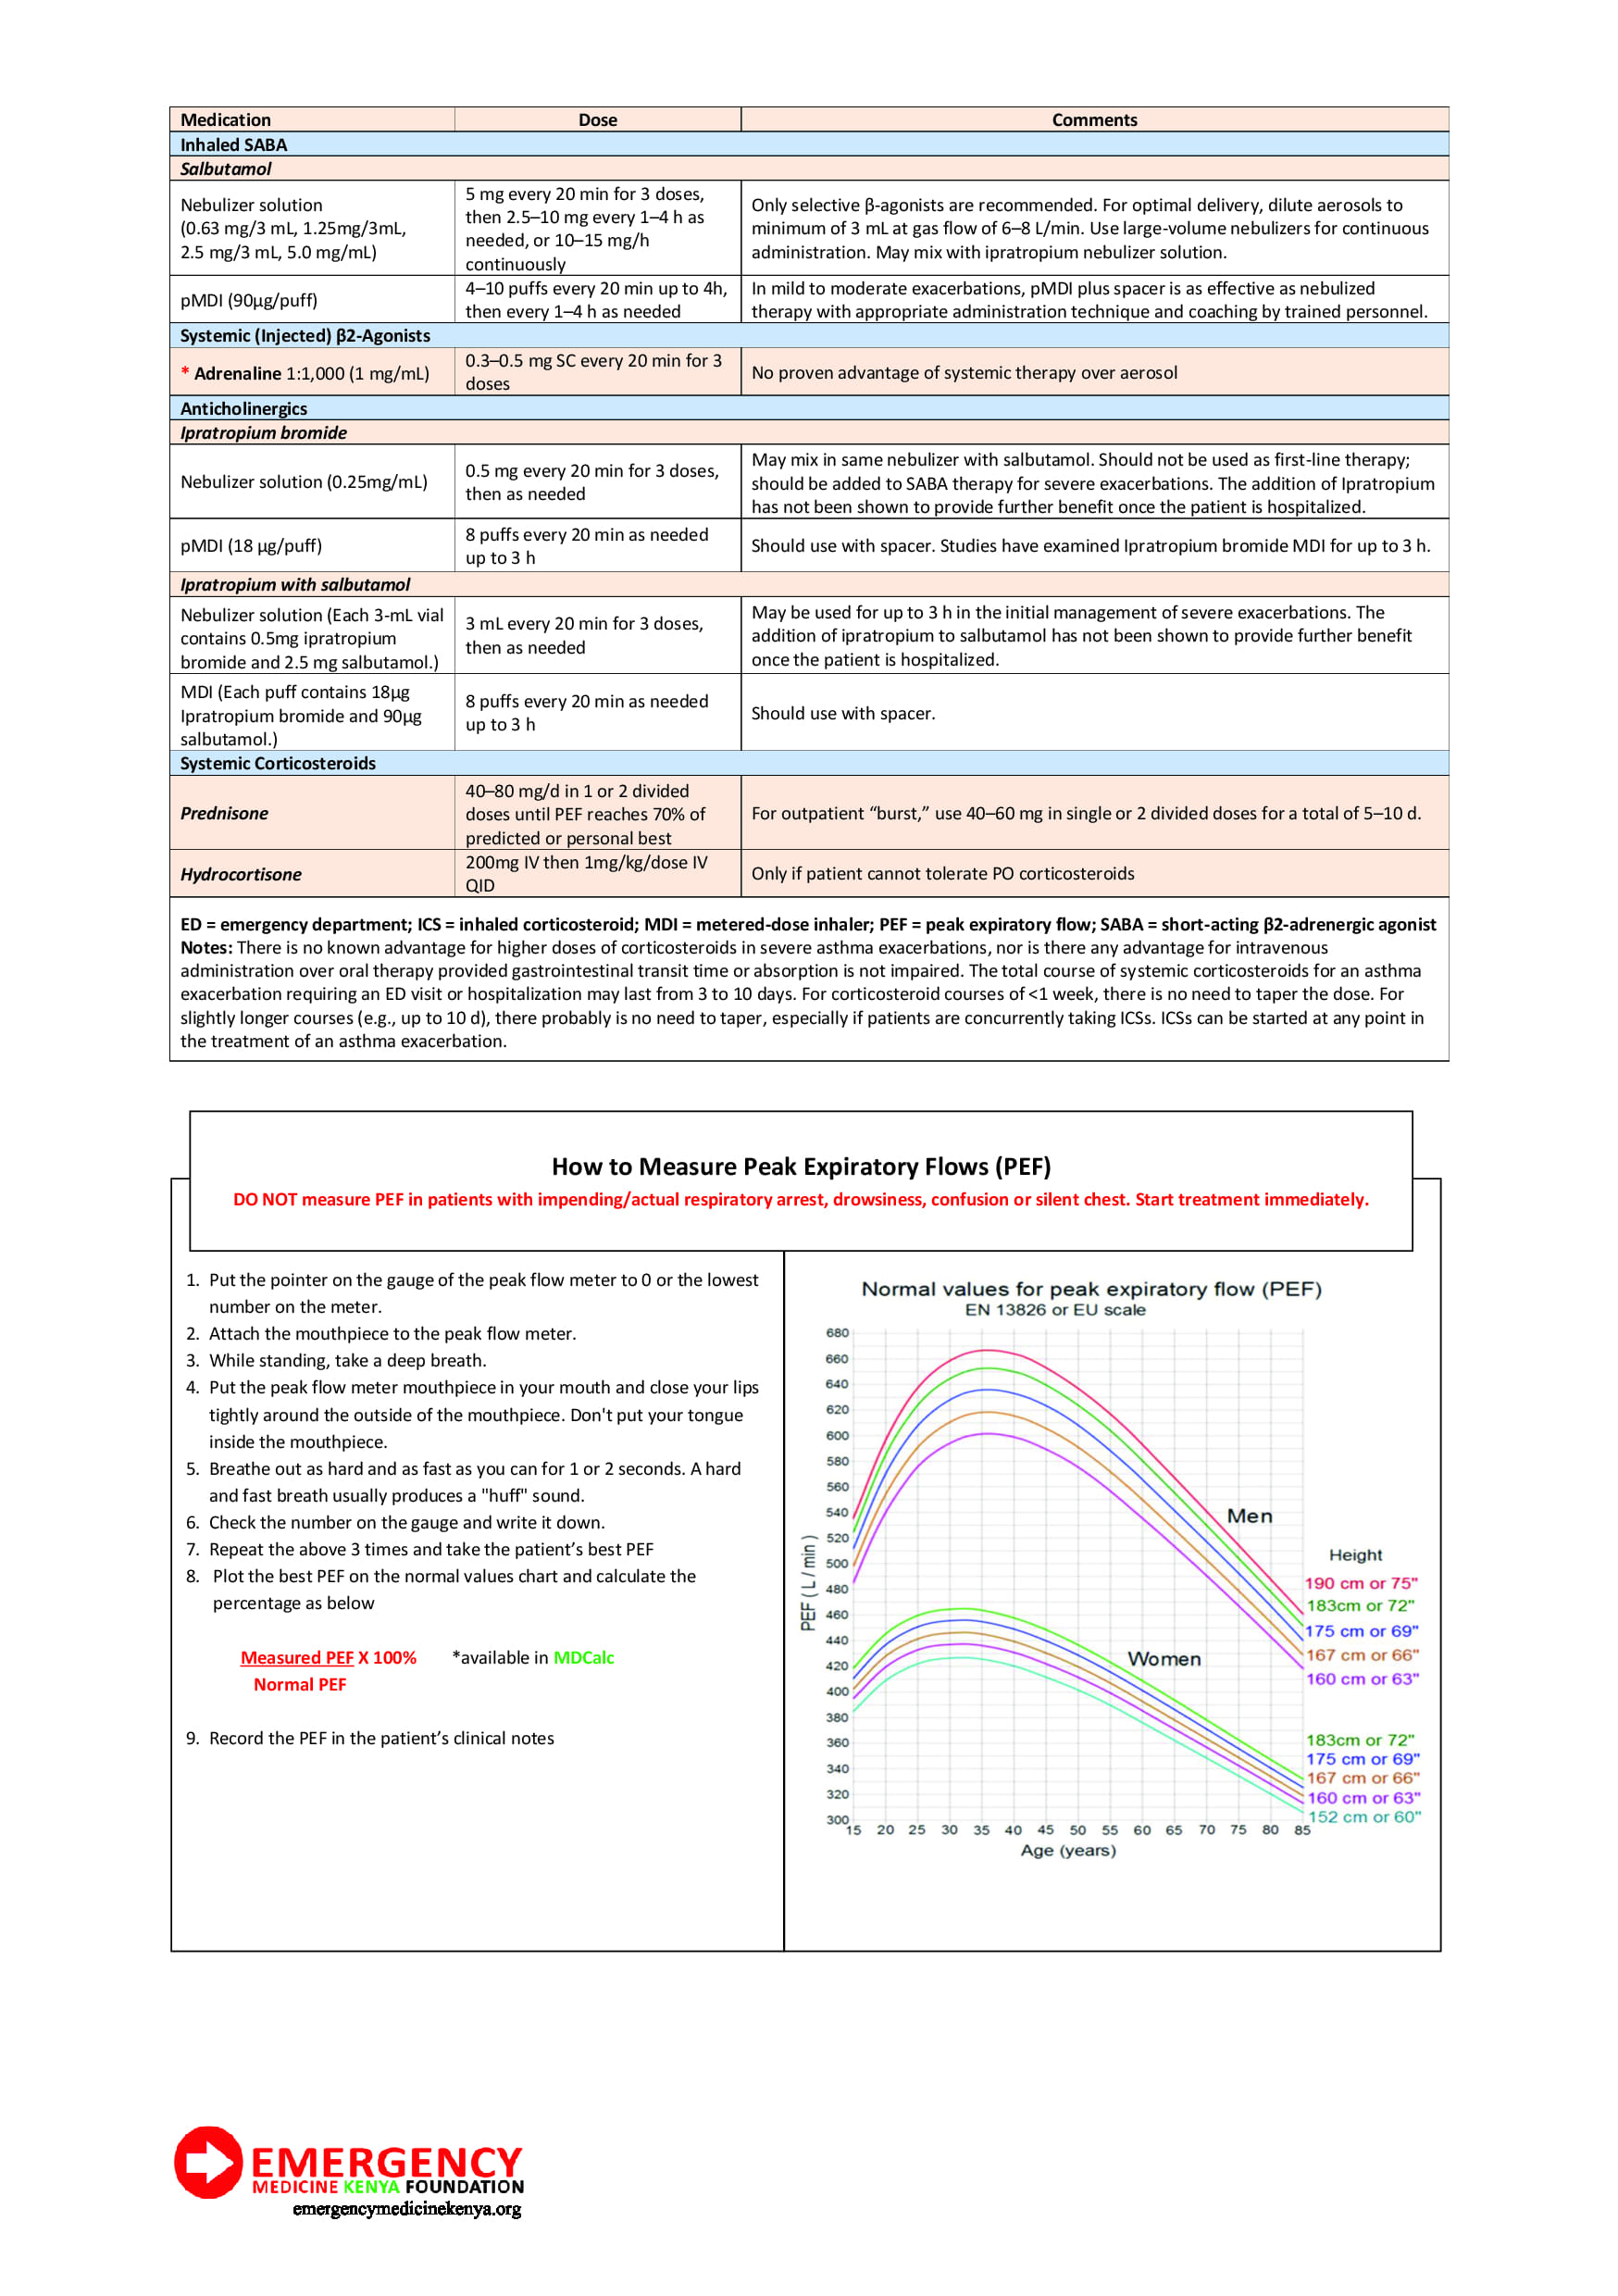 Medication Dose Comments
Inhaled SABA
Salbutamol
Nebulizer solution
(0.63 mg/3 mL, 1.25mg/3mL,
2.5 mg/3 mL, 5.0 mg/mL)
5 mg every 20 min for 3 doses,
then 2.5–10 mg every 1–4 h as
needed, or 10–15 mg/h
continuously
Only selective β-agonists are recommended. For optimal delivery, dilute aerosols to
minimum of 3 mL at gas flow of 6–8 L/min. Use large-volume nebulizers for continuous
administration. May mix with ipratropium nebulizer solution.
pMDI (90μg/puff)
4–10 puffs every 20 min up to 4h,
then every 1–4 h as needed
In mild to moderate exacerbations, pMDI plus spacer is as effective as nebulized
therapy with appropriate administration technique and coaching by trained personnel.
Systemic (Injected) β2-Agonists
* Adrenaline 1:1,000 (1 mg/mL)
0.3–0.5 mg SC every 20 min for 3
doses
No proven advantage of systemic therapy over aerosol
Anticholinergics
Ipratropium bromide
Nebulizer solution (0.25mg/mL)
0.5 mg every 20 min for 3 doses,
then as needed
May mix in same nebulizer with salbutamol. Should not be used as first-line therapy;
should be added to SABA therapy for severe exacerbations. The addition of Ipratropium
has not been shown to provide further benefit once the patient is hospitalized.
pMDI (18 μg/puff)
8 puffs every 20 min as needed
up to 3 h
Should use with spacer. Studies have examined Ipratropium bromide MDI for up to 3 h.
Ipratropium with salbutamol
Nebulizer solution (Each 3-mL vial
contains 0.5mg ipratropium
bromide and 2.5 mg salbutamol.)
3 mL every 20 min for 3 doses,
then as needed
May be used for up to 3 h in the initial management of severe exacerbations. The
addition of ipratropium to salbutamol has not been shown to provide further benefit
once the patient is hospitalized.
MDI (Each puff contains 18μg
Ipratropium bromide and 90μg
salbutamol.)
8 puffs every 20 min as needed
up to 3 h
Should use with spacer.
Systemic Corticosteroids
Prednisone
40–80 mg/d in 1 or 2 divided
doses until PEF reaches 70% of
predicted or personal best
For outpatient “burst,” use 40–60 mg in single or 2 divided doses for a total of 5–10 d.
Hydrocortisone
200mg IV then 1mg/kg/dose IV
QID
Only if patient cannot tolerate PO corticosteroids
ED = emergency department; ICS = inhaled corticosteroid; MDI = metered-dose inhaler; PEF = peak expiratory flow; SABA = short-acting β2-adrenergic agonist
Notes: There is no known advantage for higher doses of corticosteroids in severe asthma exacerbations, nor is there any advantage for intravenous
administration over oral therapy provided gastrointestinal transit time or absorption is not impaired. The total course of systemic corticosteroids for an asthma
exacerbation requiring an ED visit or hospitalization may last from 3 to 10 days. For corticosteroid courses of <1 week, there is no need to taper the dose. For
slightly longer courses (e.g., up to 10 d), there probably is no need to taper, especially if patients are concurrently taking ICSs. ICSs can be started at any point in
the treatment of an asthma exacerbation.
How to Measure Peak Expiratory Flows (PEF)
DO NOT measure PEF in patients with impending/actual respiratory arrest, drowsiness, confusion or silent chest. Start treatment immediately.
1. Put the pointer on the gauge of the peak flow meter to 0 or the lowest
number on the meter.
2. Attach the mouthpiece to the peak flow meter.
3. While standing, take a deep breath.
4. Put the peak flow meter mouthpiece in your mouth and close your lips
tightly around the outside of the mouthpiece. Don't put your tongue
inside the mouthpiece.
5. Breathe out as hard and as fast as you can for 1 or 2 seconds. A hard
and fast breath usually produces a "huff" sound.
6. Check the number on the gauge and write it down.
7. Repeat the above 3 times and take the patient’s best PEF
8. Plot the best PEF on the normal values chart and calculate the
percentage as below
Measured PEF X 100% *available in MDCalc
Normal PEF
9. Record the PEF in the patient’s clinical notes
Normal values for peak expiratory flow (PEF)
EN 13826 or EU scale
680
660
640
620
600
580
560
540
520
500
480
460
440
420
400
380
360
340
320
300
PEF ( L / min )
Men
Women
Height
190 cm or 75"
183cm or 72"
175 cm or 69"
167 cm or 66"
160 cm or 63"
183cm or 72"
175 cm or 69"
167 cm or 66"
160 cm or 63"
152 cm or 60"
15 20 25 30 35 40 45 50 55 60 65 70 75 80 85
Age (years)
EMERGENCY
MEDICINE KENYA FOUNDATION
emergencymedicinekenya.org